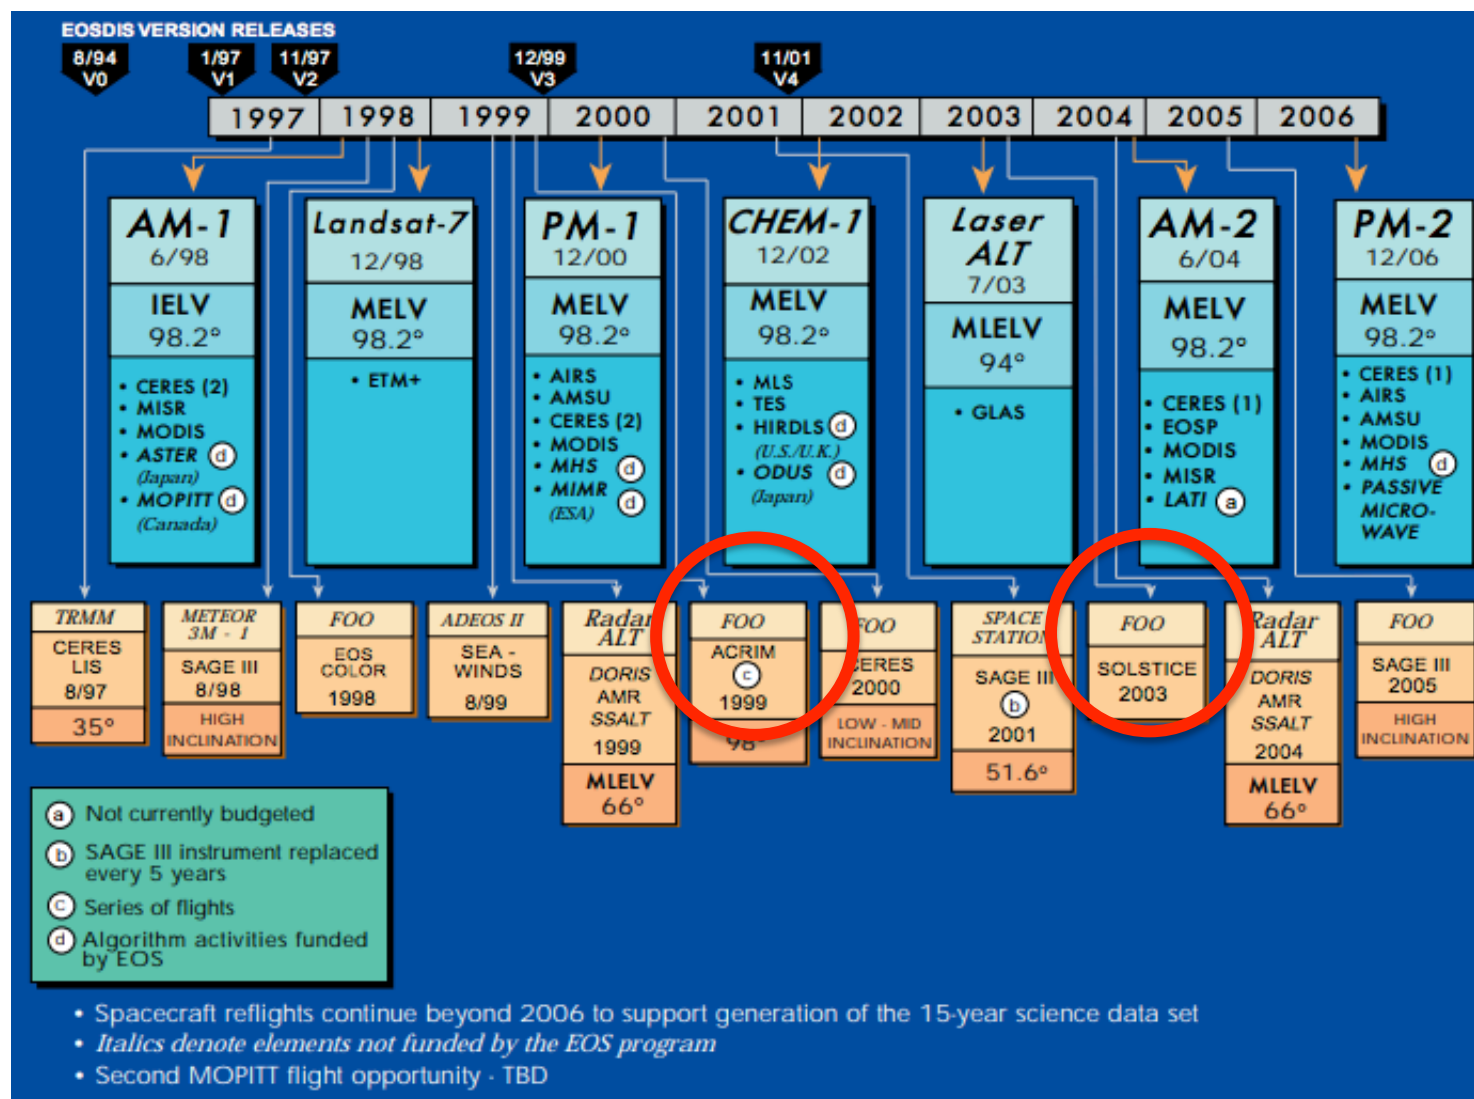 EOSDIS VERSION RELEASES
8/94
V0
1/97
V1
11/97
V2
12/99
V3
11/01
V4
1997 1998 1999 2000 2001 2002 2003 2004 2005 2006
AM-1
6/98
IELV
98.2°
• CERES (2)
• MISR
• MODIS
• ASTER d
(Japan)
• MOPITT d
(Canada)
Landsat-7
12/98
MELV
98.2°
• ETM+
PM-1
12/00
MELV
98.2°
• AIRS
• AMSU
• CERES (2)
• MODIS
• MHS d
• MIMR d
(ESA)
CHEM-1
12/02
MELV
98.2°
• MLS
• TES
• HIRDLS d
(U.S./U.K.)
• ODUS d
(Japan)
Laser
ALT
7/03
MLELV
94°
• GLAS
AM-2
6/04
MELV
98.2°
• CERES (1)
• EOSP
• MODIS
• MISR
• LATI a
PM-2
12/06
MELV
98.2°
• CERES (1)
• AIRS
• AMSU
• MODIS
• MHS d
• PASSIVE
MICRO-
WAVE
TRMM
CERES
LIS
8/97
35°
METEOR
3M - 1
SAGE III
8/98
HIGH
INCLINATION
FOO
EOS
COLOR
1998
ADEOS II
SEA -
WINDS
8/99
Radar
ALT
DORIS
AMR
SSALT
1999
MLELV
66°
FOO
ACRIM
c
1999
98°
FOO
CERES
2000
LOW - MID
INCLINATION
SPACE
STATION
SAGE III
b
2001
51.6°
FOO
SOLSTICE
2003
Radar
ALT
DORIS
AMR
SSALT
2004
MLELV
66°
FOO
SAGE III
2005
HIGH
INCLINATION
a Not currently budgeted
b SAGE III instrument replaced
every 5 years
c Series of flights
d Algorithm activities funded
by EOS
• Spacecraft reflights continue beyond 2006 to support generation of the 15-year science data set
• Italics denote elements not funded by the EOS program
• Second MOPITT flight opportunity - TBD